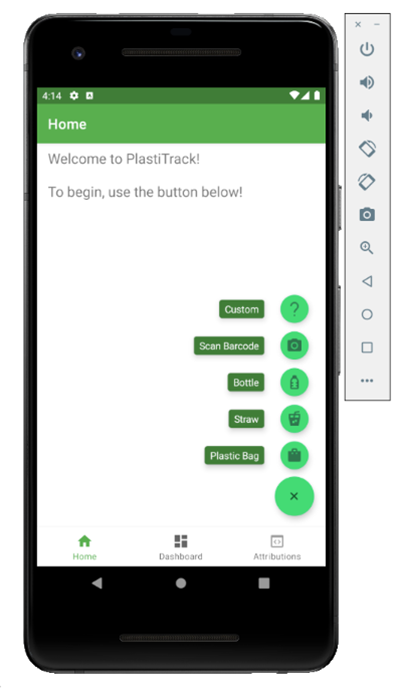 4:14
Home
Welcome to PlastiTrack!
To begin, use the button below!
Custom
Scan Barcode
Bottle
Straw
Plastic Bag
Home Dashboard Attributions